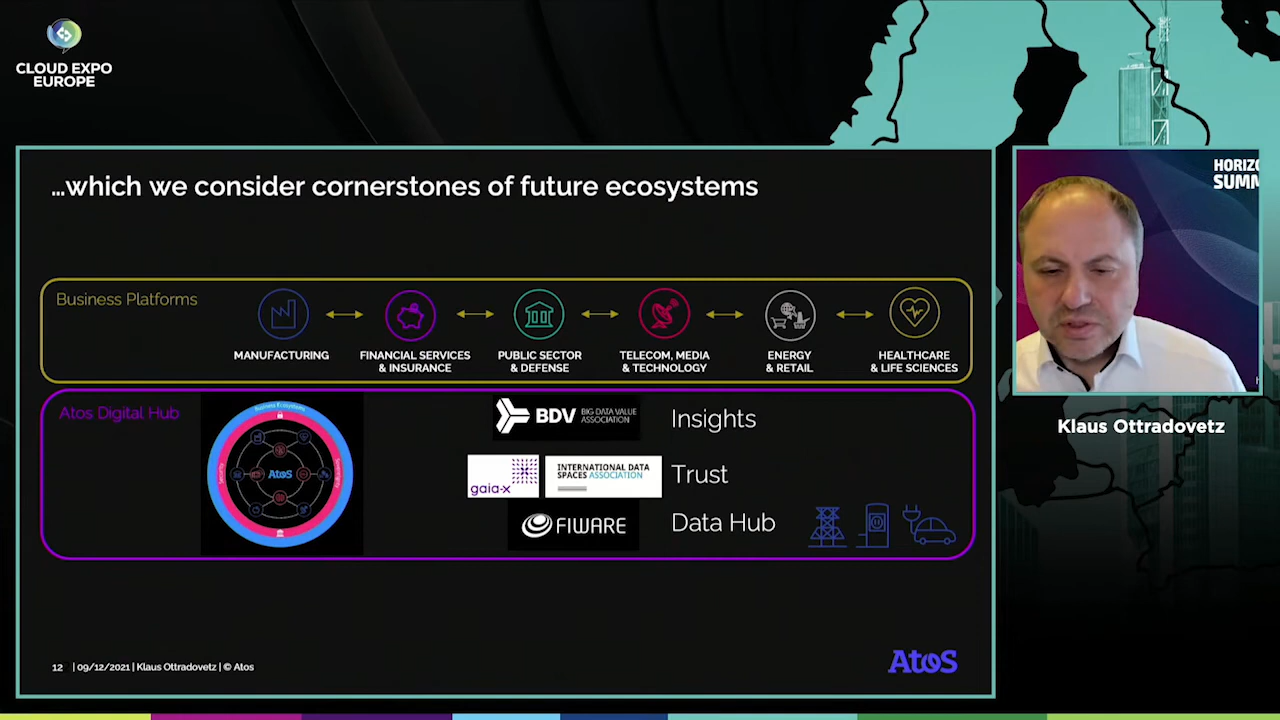 CLOUD EXPO
EUROPE
...which we consider cornerstones of future ecosystems
Business Platforms
MANUFACTURING
FINANCIAL SERVICES
& INSURANCE
PUBLIC SECTOR
& DEFENSE
TELECOM, MEDIA
& TECHNOLOGY
ENERGY
& RETAIL
HEALTHCARE
& LIFE SCIENCES
Atos Digital Hub
Business Ecosystems
Security
Atos
BDV BIG DATA VALUE
ASSOCIATION
Insights
gaia-x
INTERNATIONAL DATA
SPACES ASSOCIATION
Trust
FIWARE
Data Hub
12 | 09/12/2021 | Klaus Ottradovetz | © Atos
Atos
HORIZO
SUMM
Klaus Ottradovetz